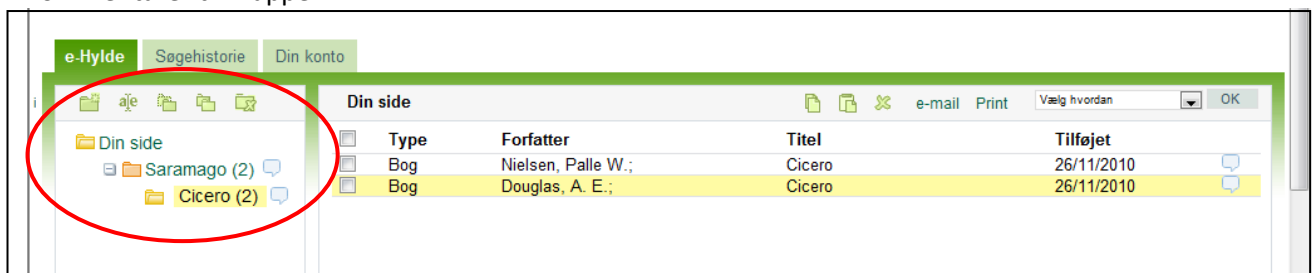 e-Hylde Søgehistorie Din konto
Din side e-mail Print Vælg hvordan OK
Din side
Saramago (2)
Cicero (2)
Type Forfatter Titel Tilføjet
Bog Nielsen, Palle W.; Cicero 26/11/2010
Bog Douglas, A. E.; Cicero 26/11/2010